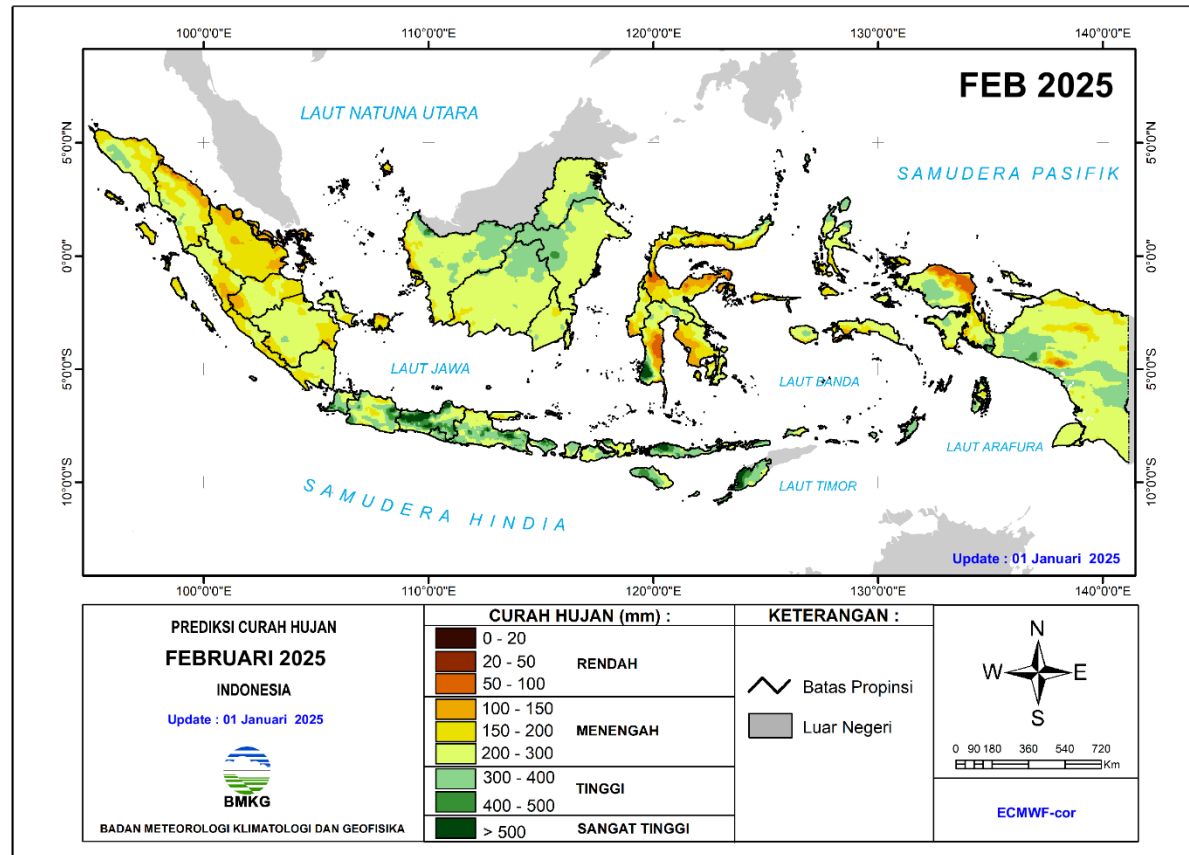 100°0'0"E 110°0'0"E 120°0'0"E 130°0'0"E 140°0'0"E
FEB 2025
LAUT NATUNA UTARA
5°0'0"N 5°0'0"N
SAMUDERA PASIFIK
0°0'0" 0°0'0"
LAUT JAWA
5°0'0"S 5°0'0"S
LAUT BANDA
LAUT ARAFURA
10°0'0"S 10°0'0"S
LAUT TIMOR
SAMUDERA HINDIA
Update : 01 Januari 2025
100°0'0"E 110°0'0"E 120°0'0"E 130°0'0"E 140°0'0"E
PREDIKSI CURAH HUJAN
FEBRUARI 2025
INDONESIA
Update : 01 Januari 2025
BMKG
BADAN METEOROLOGI KLIMATOLOGI DAN GEOFISIKA
CURAH HUJAN (mm) :
0 - 20
20 - 50 RENDAH
50 - 100
100 - 150
150 - 200 MENENGAH
200 - 300
300 - 400
TINGGI
400 - 500
> 500 SANGAT TINGGI
KETERANGAN :
Batas Propinsi
Luar Negeri
N
W E
S
0 90 180 360 540 720
Km
ECMWF-cor